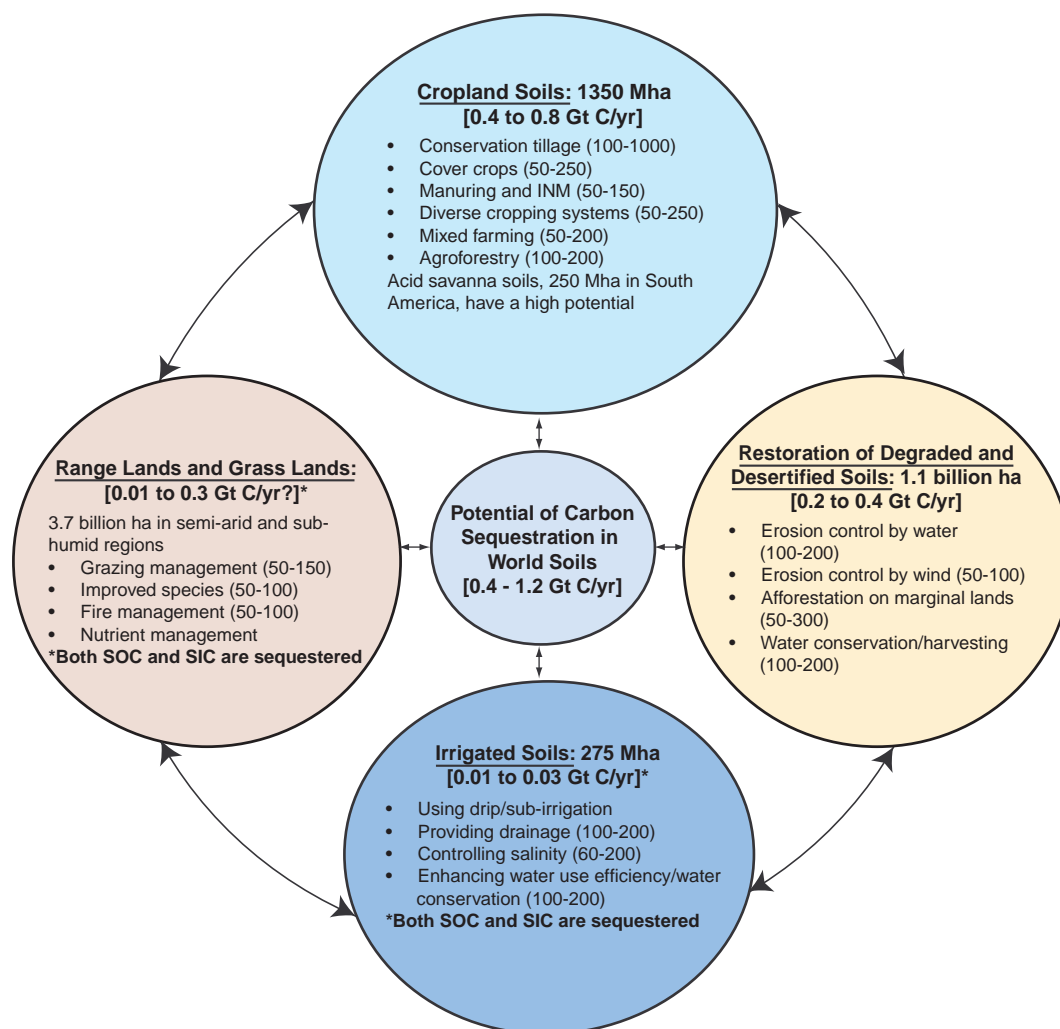 Cropland Soils: 1350 Mha
[0.4 to 0.8 Gt C/yr]
• Conservation tillage (100-1000)
• Cover crops (50-250)
• Manuring and INM (50-150)
• Diverse cropping systems (50-250)
• Mixed farming (50-200)
• Agroforestry (100-200)
Acid savanna soils, 250 Mha in South
America, have a high potential
Range Lands and Grass Lands:
[0.01 to 0.3 Gt C/yr?]*
3.7 billion ha in semi-arid and sub-
humid regions
• Grazing management (50-150)
• Improved species (50-100)
• Fire management (50-100)
• Nutrient management
*Both SOC and SIC are sequestered
Potential of Carbon
Sequestration in
World Soils
[0.4 - 1.2 Gt C/yr]
Restoration of Degraded and
Desertified Soils: 1.1 billion ha
[0.2 to 0.4 Gt C/yr]
• Erosion control by water
(100-200)
• Erosion control by wind (50-100)
• Afforestation on marginal lands
(50-300)
• Water conservation/harvesting
(100-200)
Irrigated Soils: 275 Mha
[0.01 to 0.03 Gt C/yr]*
• Using drip/sub-irrigation
• Providing drainage (100-200)
• Controlling salinity (60-200)
• Enhancing water use efficiency/water
conservation (100-200)
*Both SOC and SIC are sequestered